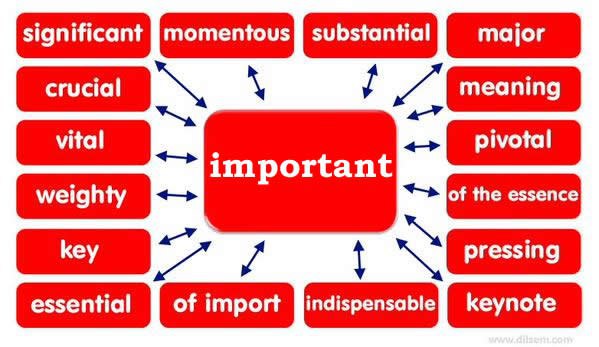 significant momentous substantial major
crucial meaning
vital pivotal
important
weighty of the essence
key pressing
essential of import indispensable keynote
www.dilsem.com